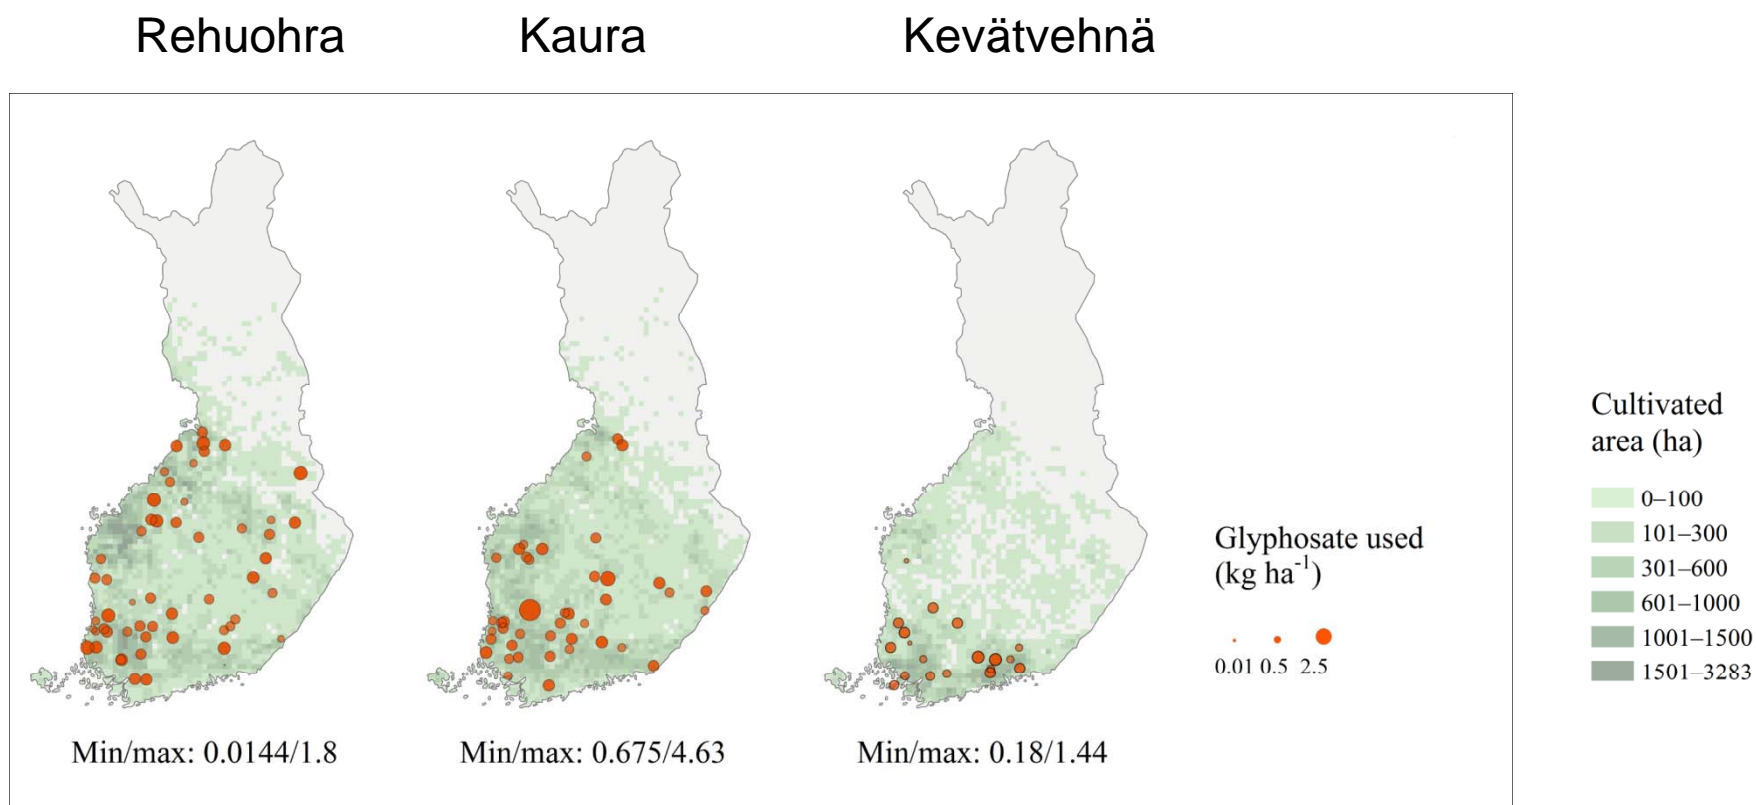 Rehuohra Kaura Kevätvehnä
Min/max: 0.0144/1.8
Min/max: 0.675/4.63
Min/max: 0.18/1.44
Glyphosate used
(kg ha⁻¹)
0.01 0.5 2.5
Cultivated
area (ha)
0–100
101–300
301–600
601–1000
1001–1500
1501–3283